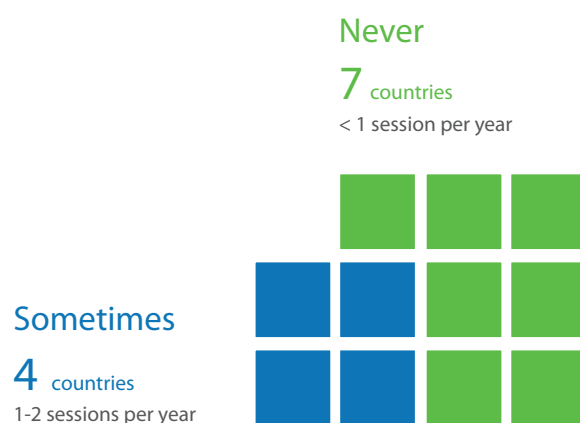 Never
7 countries
< 1 session per year
Sometimes
4 countries
1-2 sessions per year